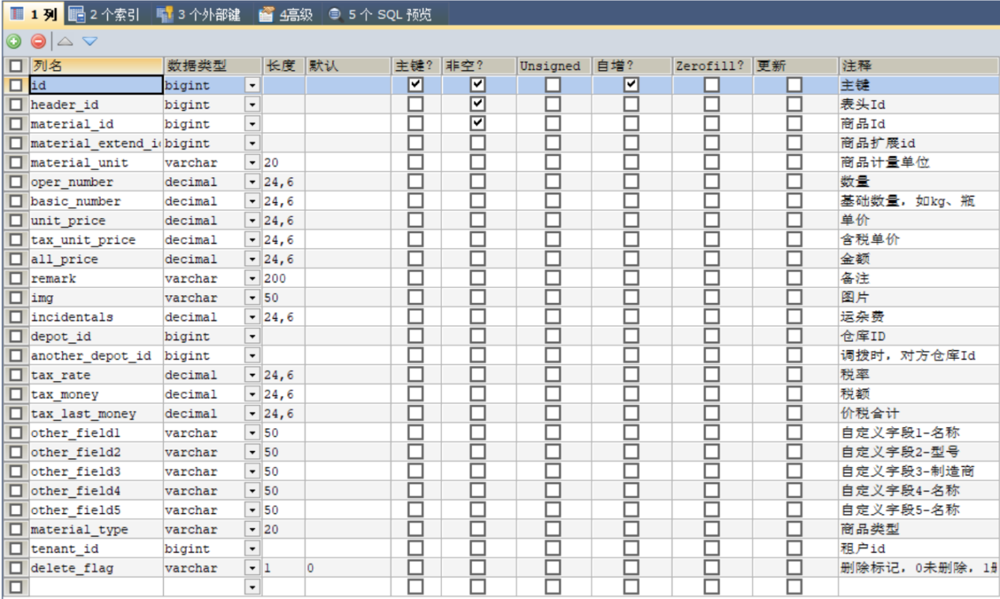 1 列 2 个索引 3 个外部键 4高级 5 个 SQL 预览
列名 数据类型 长度 默认 主键? 非空? Unsigned 自增? Zerofill? 更新 注释
id bigint 主键
header_id bigint 表头Id
material_id bigint 商品Id
material_extend_i bigint 商品扩展id
material_unit varchar 20 商品计量单位
oper_number decimal 24,6 数量
basic_number decimal 24,6 基础数量，如kg、瓶
unit_price decimal 24,6 单价
tax_unit_price decimal 24,6 含税单价
all_price decimal 24,6 金额
remark varchar 200 备注
img varchar 50 图片
incidentals decimal 24,6 运杂费
depot_id bigint 仓库ID
another_depot_id bigint 调拨时，对方仓库Id
tax_rate decimal 24,6 税率
tax_money decimal 24,6 税额
tax_last_money decimal 24,6 价税合计
other_field1 varchar 50 自定义字段1-名称
other_field2 varchar 50 自定义字段2-型号
other_field3 varchar 50 自定义字段3-制造商
other_field4 varchar 50 自定义字段4-名称
other_field5 varchar 50 自定义字段5-名称
material_type varchar 20 商品类型
tenant_id bigint 租户id
delete_flag varchar 1 0 删除标记，0未删除，1删